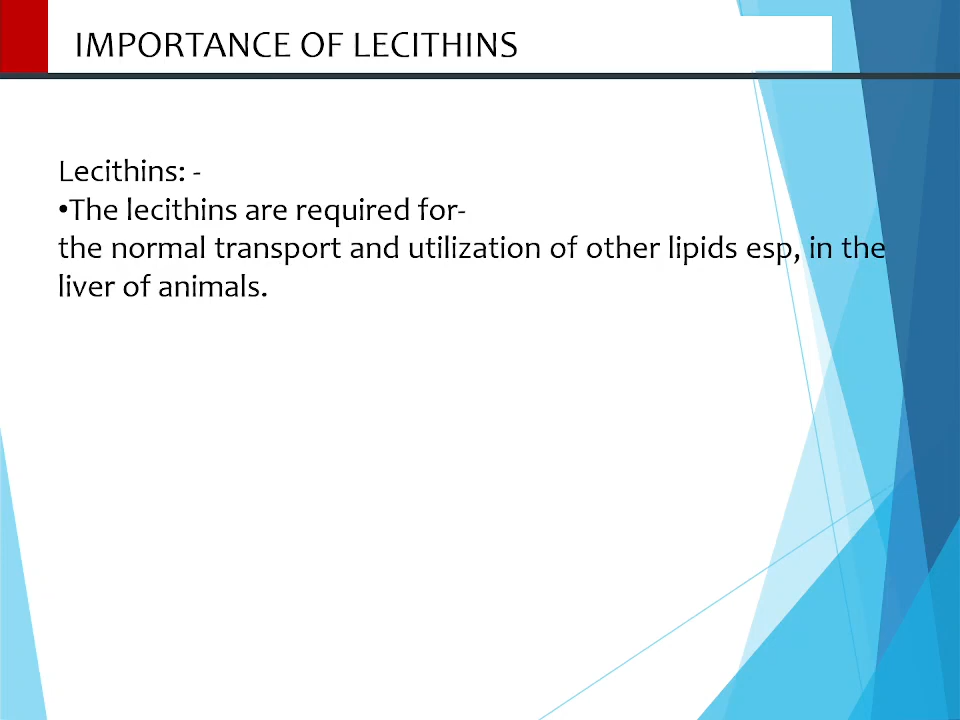 IMPORTANCE OF LECITHINS
Lecithins: -
•The lecithins are required for-
the normal transport and utilization of other lipids esp, in the
liver of animals.